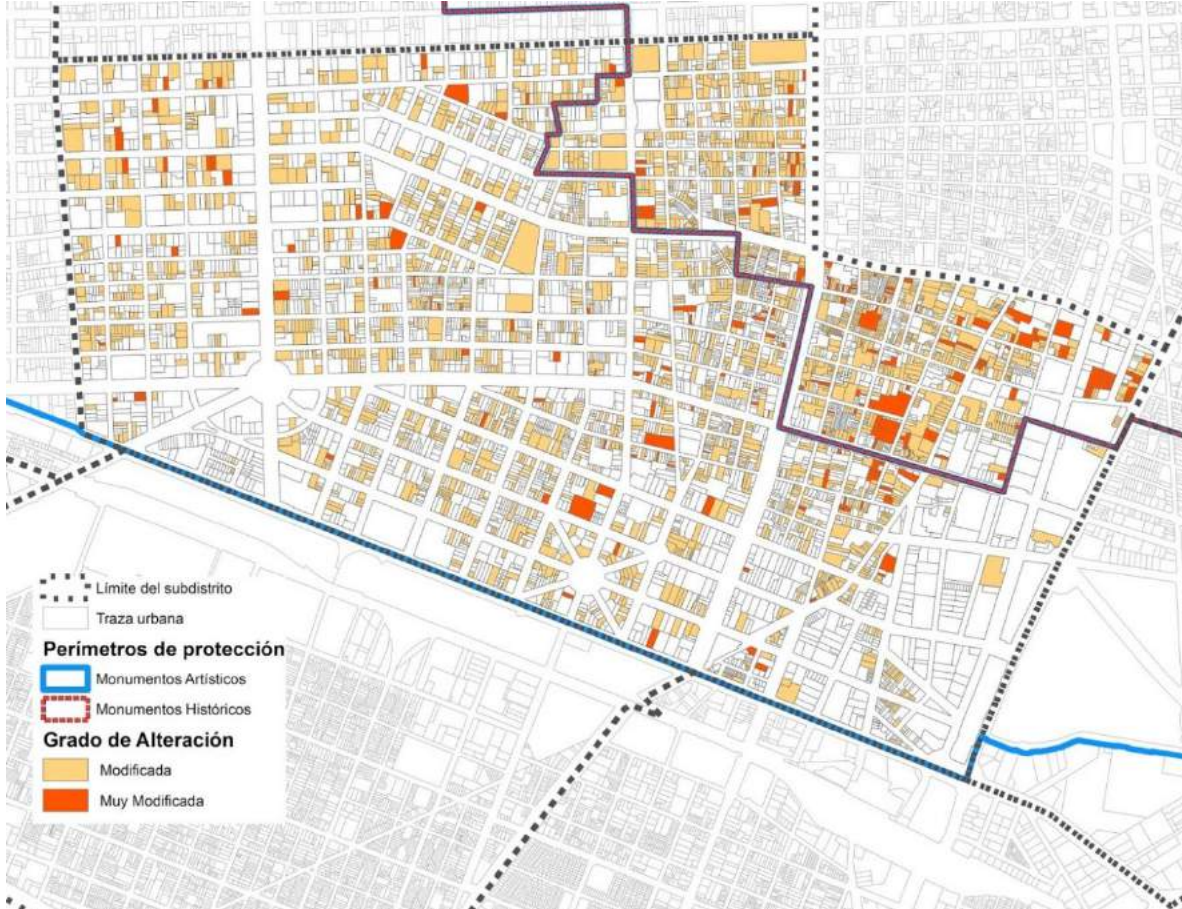 Límite del subdistrito
Traza urbana
Perímetros de protección
Monumentos Artísticos
Monumentos Históricos
Grado de Alteración
Modificada
Muy Modificada